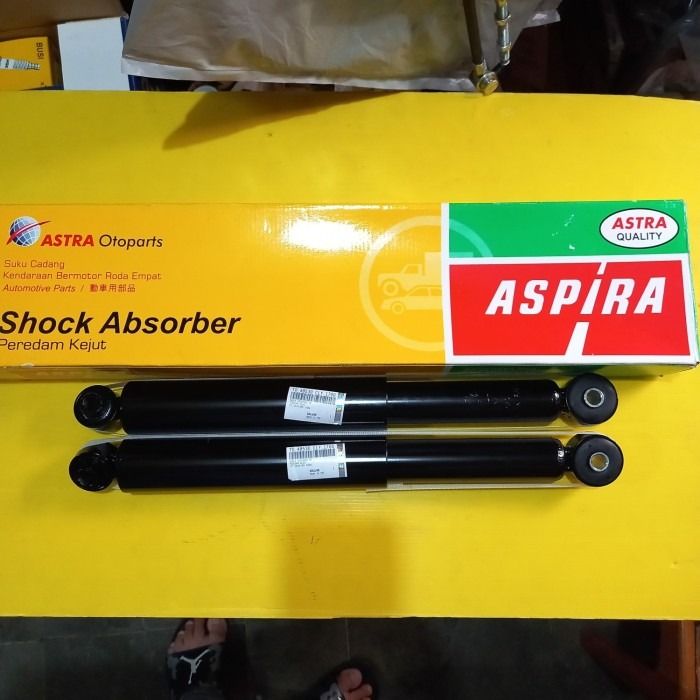 BUSI
ASTRA Otoparts
Suku Cadang
Kendaraan Bermotor Roda Empat
Automotive Parts / 動車用部品
Shock Absorber
Peredam Kejut
ASTRA
QUALITY
ASPIRA